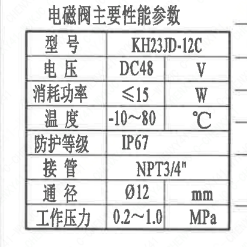 电磁阀主要性能参数
型号 KH23JD-12C
电压 DC48 V
消耗功率 ≤15 W
温度 -10~80 ℃
防护等级 IP67
接管 NPT3/4"
通径 Ø12 mm
工作压力 0.2~1.0 MPa